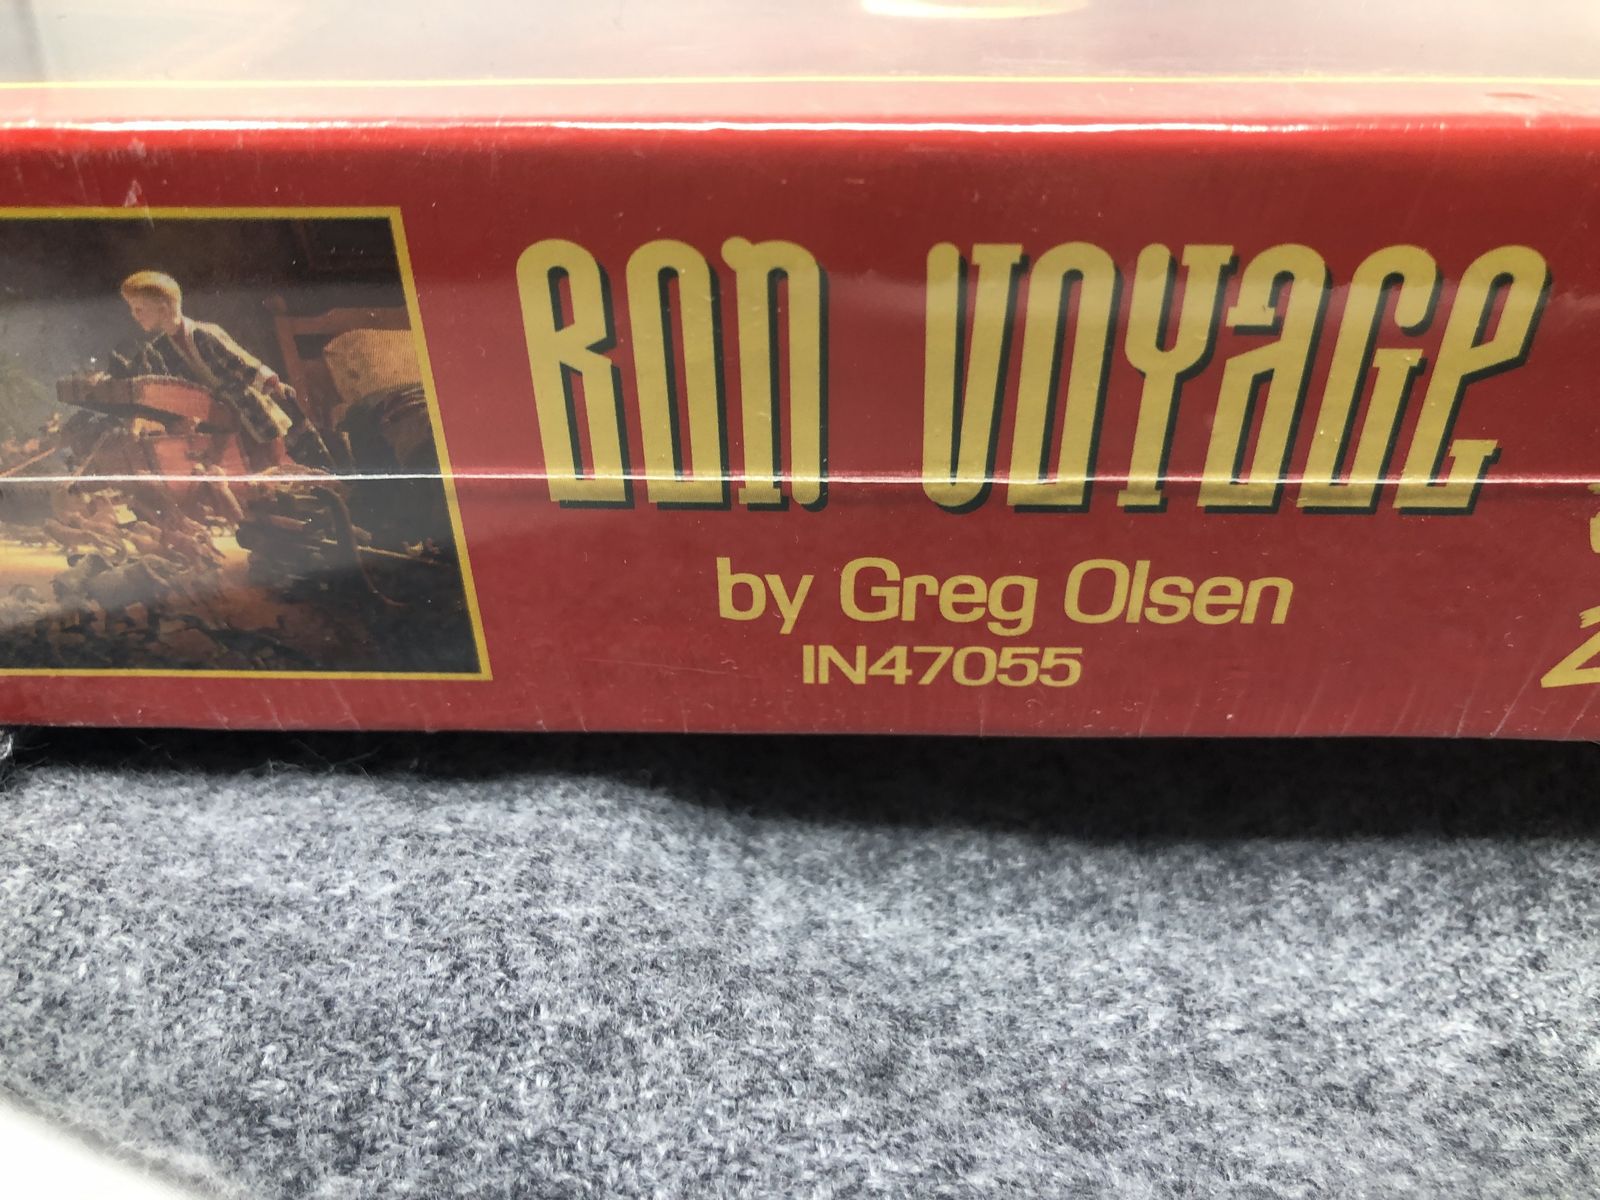 BON VOYAGE
by Greg Olsen
IN47055